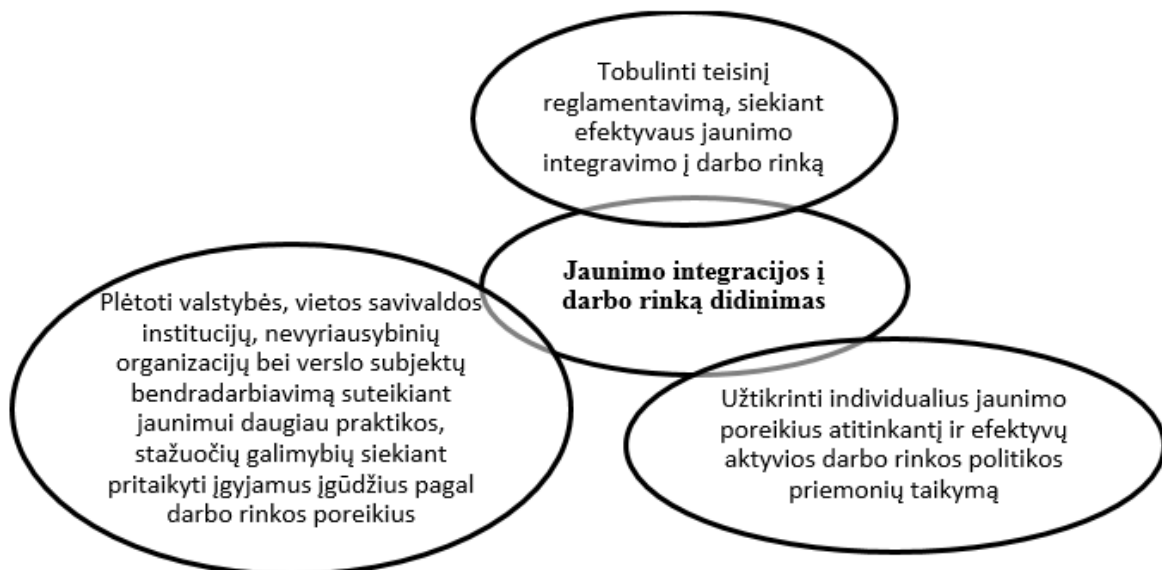 Tobulinti teisinį
reglamentavimą, siekiant
efektyvaus jaunimo
integravimo į darbo rinką
Jaunimo integracijos į
darbo rinką didinimas
Plėtoti valstybės, vietos savivaldos
institucijų, nevyriausybinių
organizacijų bei verslo subjektų
bendradarbiavimą suteikiant
jaunimui daugiau praktikos,
stažuočių galimybių siekiant
pritaikyti įgyjamus įgūdžius pagal
darbo rinkos poreikius
Užtikrinti individualius jaunimo
poreikius atitinkantį ir efektyvų
aktyvios darbo rinkos politikos
priemonių taikymą